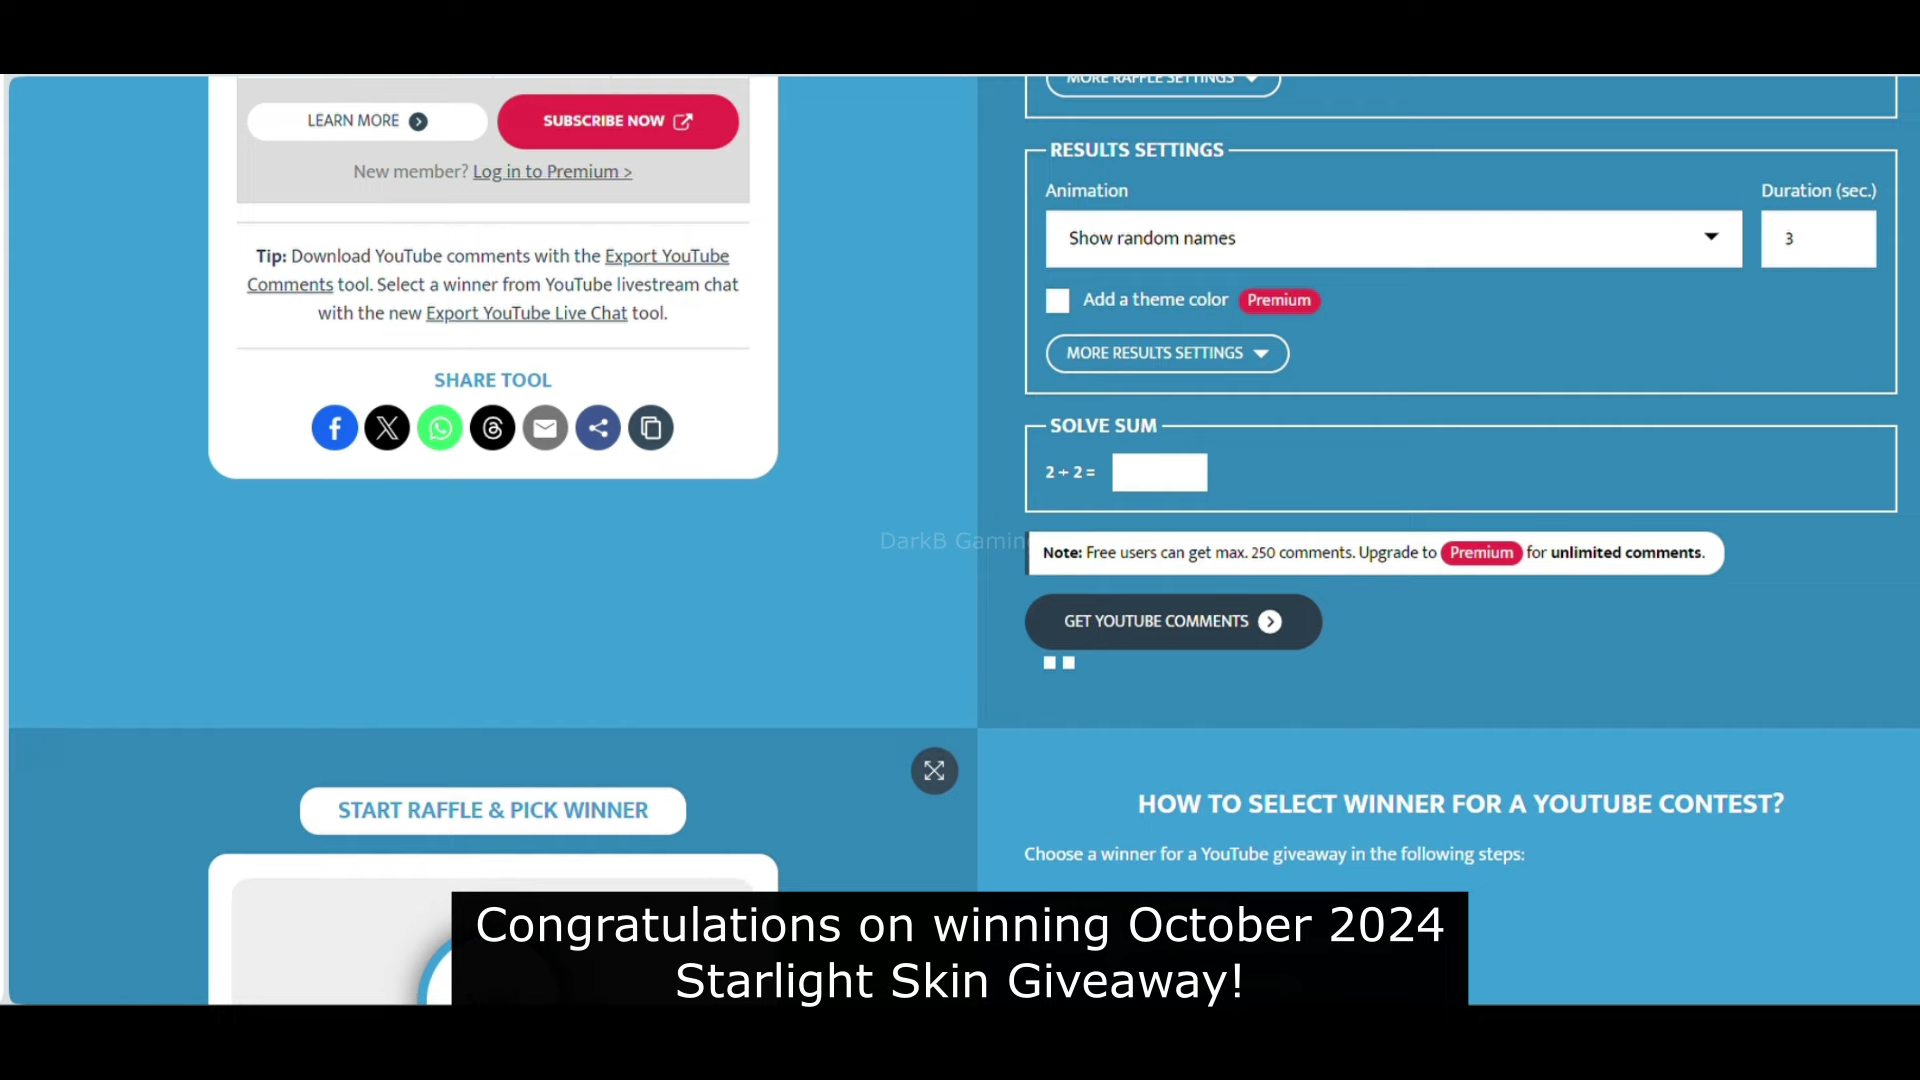 LEARN MORE
SUBSCRIBE NOW
New member? Log in to Premium >
Tip: Download YouTube comments with the Export YouTube
Comments tool. Select a winner from YouTube livestream chat
with the new Export YouTube Live Chat tool.
SHARE TOOL
MORE RAFFLE SETTINGS
RESULTS SETTINGS
Animation
Duration (sec.)
Show random names
3
Add a theme color Premium
MORE RESULTS SETTINGS
SOLVE SUM
2 + 2 =
DarkB Gaming
Note: Free users can get max. 250 comments. Upgrade to Premium for unlimited comments.
GET YOUTUBE COMMENTS
START RAFFLE & PICK WINNER
HOW TO SELECT WINNER FOR A YOUTUBE CONTEST?
Choose a winner for a YouTube giveaway in the following steps:
Congratulations on winning October 2024
Starlight Skin Giveaway!